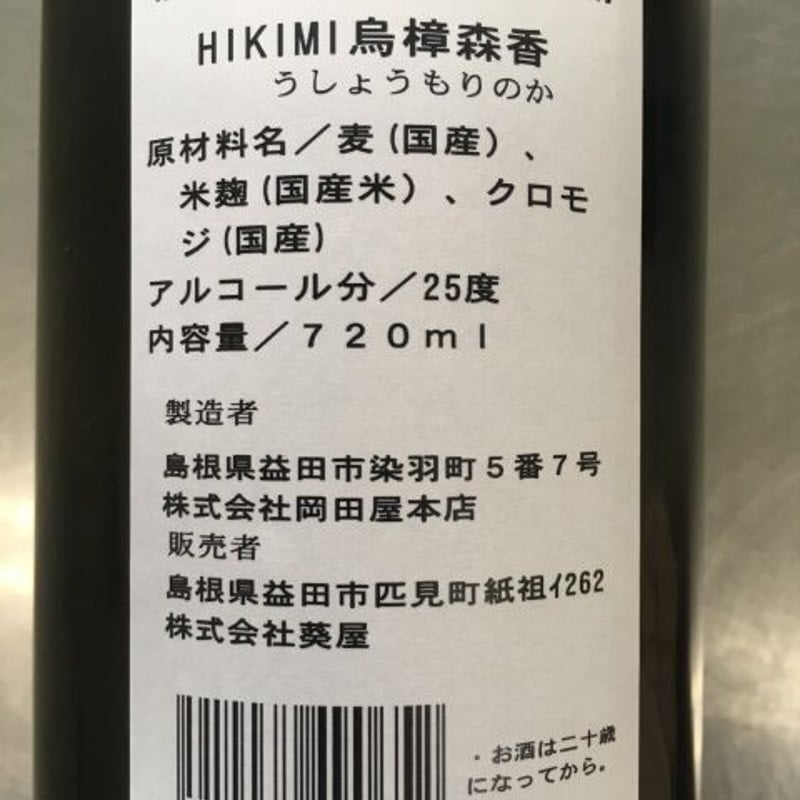 HIKIMI烏樟森香
うしょうもりのか
原材料名／麦(国産)、
米麹(国産米)、クロモ
ジ(国産)
アルコール分／25度
内容量／７２０ｍｌ
製造者
島根県益田市染羽町５番７号
株式会社岡田屋本店
販売者
島根県益田市匹見町紙祖ｲ262
株式会社葵屋
・お酒は二十歳
になってから。